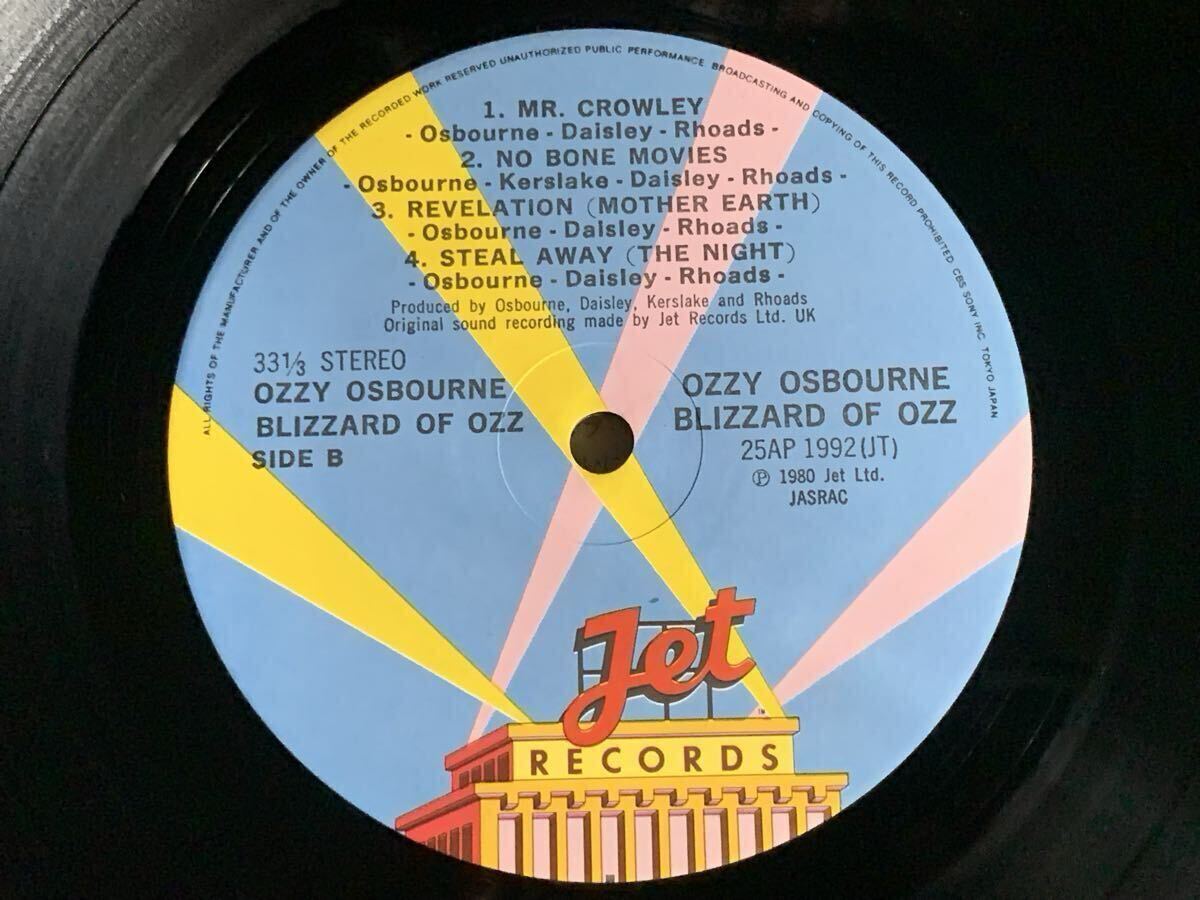 ALL RIGHTS OF THE MANUFACTURER AND OF THE OWNER OF THE RECORDED WORK RESERVED UNAUTHORIZED PUBLIC PERFORMANCE BROADCASTING AND COPYING OF THIS RECORD PROHIBITED. CBS SONY INC. TOKYO JAPAN
1. MR. CROWLEY
- Osbourne - Daisley - Rhoads -
2. NO BONE MOVIES
- Osbourne - Kerslake - Daisley - Rhoads -
3. REVELATION (MOTHER EARTH)
- Osbourne - Daisley - Rhoads -
4. STEAL AWAY (THE NIGHT)
- Osbourne - Daisley - Rhoads -
Produced by Osbourne, Daisley, Kerslake and Rhoads
Original sound recording made by Jet Records Ltd. UK
33⅓ STEREO
OZZY OSBOURNE
BLIZZARD OF OZZ
SIDE B
OZZY OSBOURNE
BLIZZARD OF OZZ
25AP 1992(JT)
Ⓟ 1980 Jet Ltd.
JASRAC
Jet
TM
RECORDS